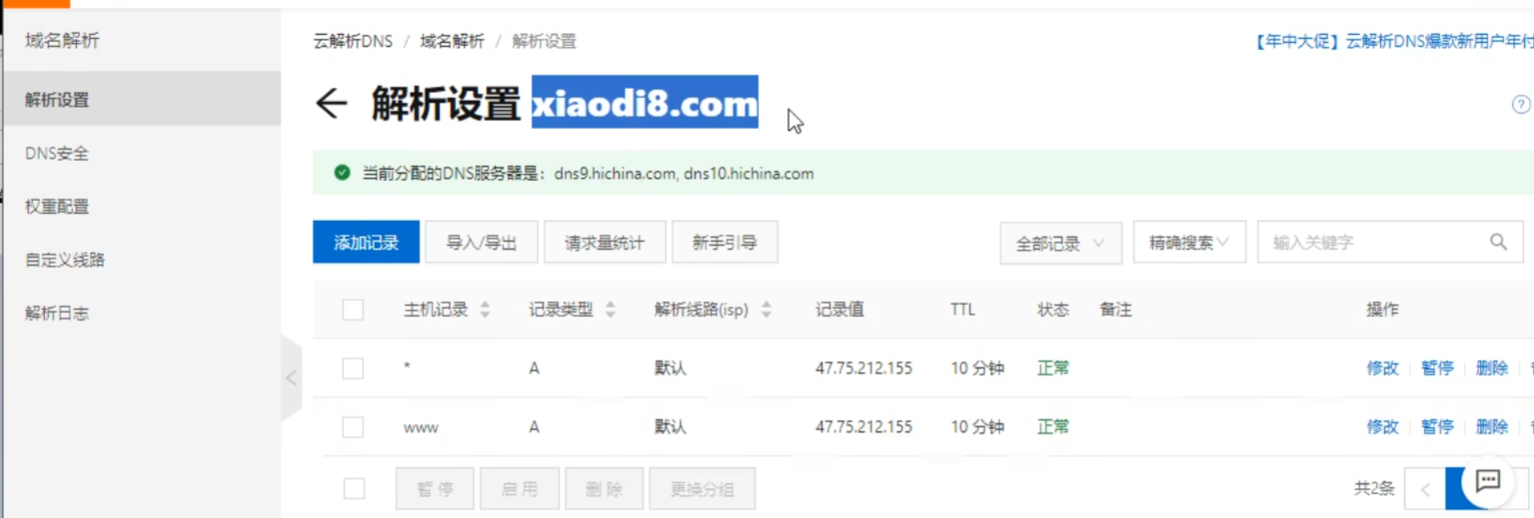 域名解析
解析设置
DNS安全
权重配置
自定义线路
解析日志
云解析DNS / 域名解析 / 解析设置
【年中大促】云解析DNS爆款新用户年付
← 解析设置 xiaodi8.com
当前分配的DNS服务器是：dns9.hichina.com, dns10.hichina.com
添加记录 导入/导出 请求量统计 新手引导 全部记录 精确搜索 输入关键字
主机记录 记录类型 解析线路(isp) 记录值 TTL 状态 备注 操作
* A 默认 47.75.212.155 10 分钟 正常 修改 暂停 删除
www A 默认 47.75.212.155 10 分钟 正常 修改 暂停 删除
暂停 启用 删除 更换分组 共2条